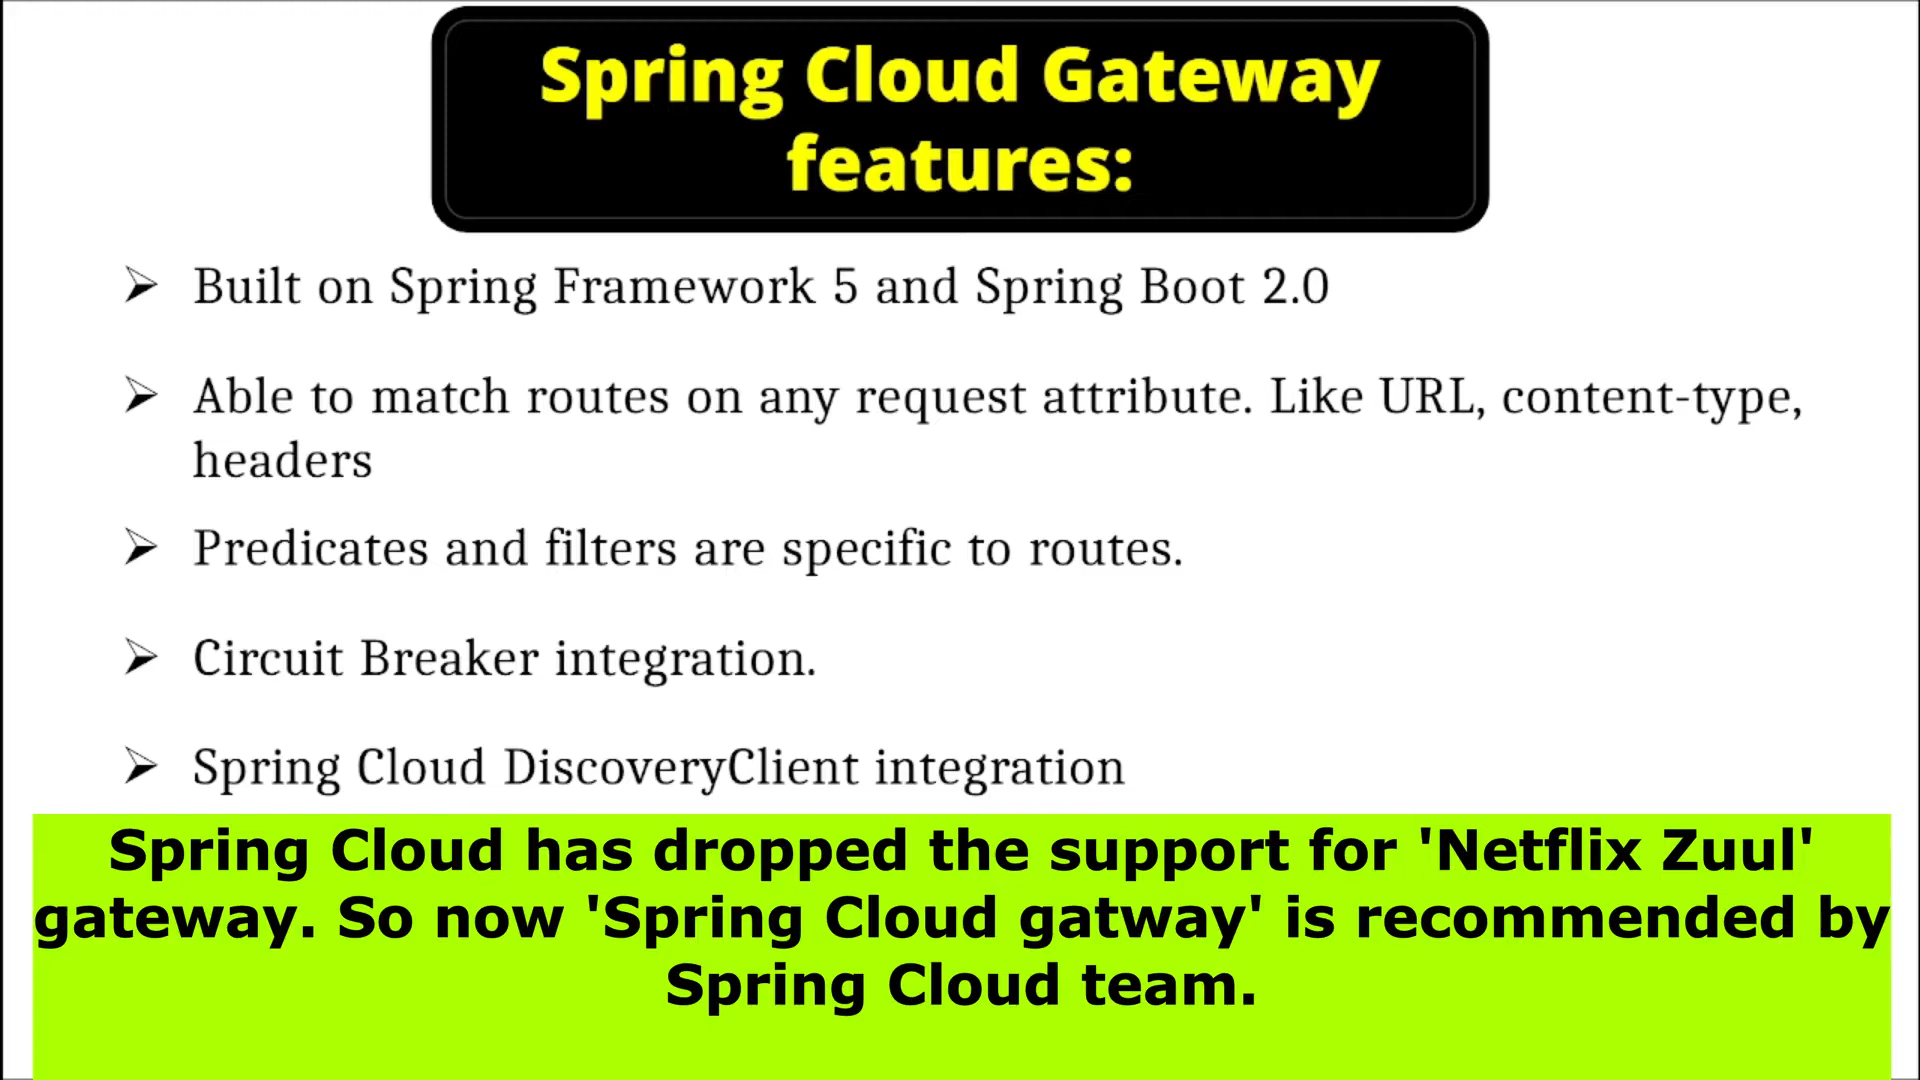 Spring Cloud Gateway
features:
➢ Built on Spring Framework 5 and Spring Boot 2.0
➢ Able to match routes on any request attribute. Like URL, content-type,
headers
➢ Predicates and filters are specific to routes.
➢ Circuit Breaker integration.
➢ Spring Cloud DiscoveryClient integration
Spring Cloud has dropped the support for 'Netflix Zuul'
gateway. So now 'Spring Cloud gatway' is recommended by
Spring Cloud team.